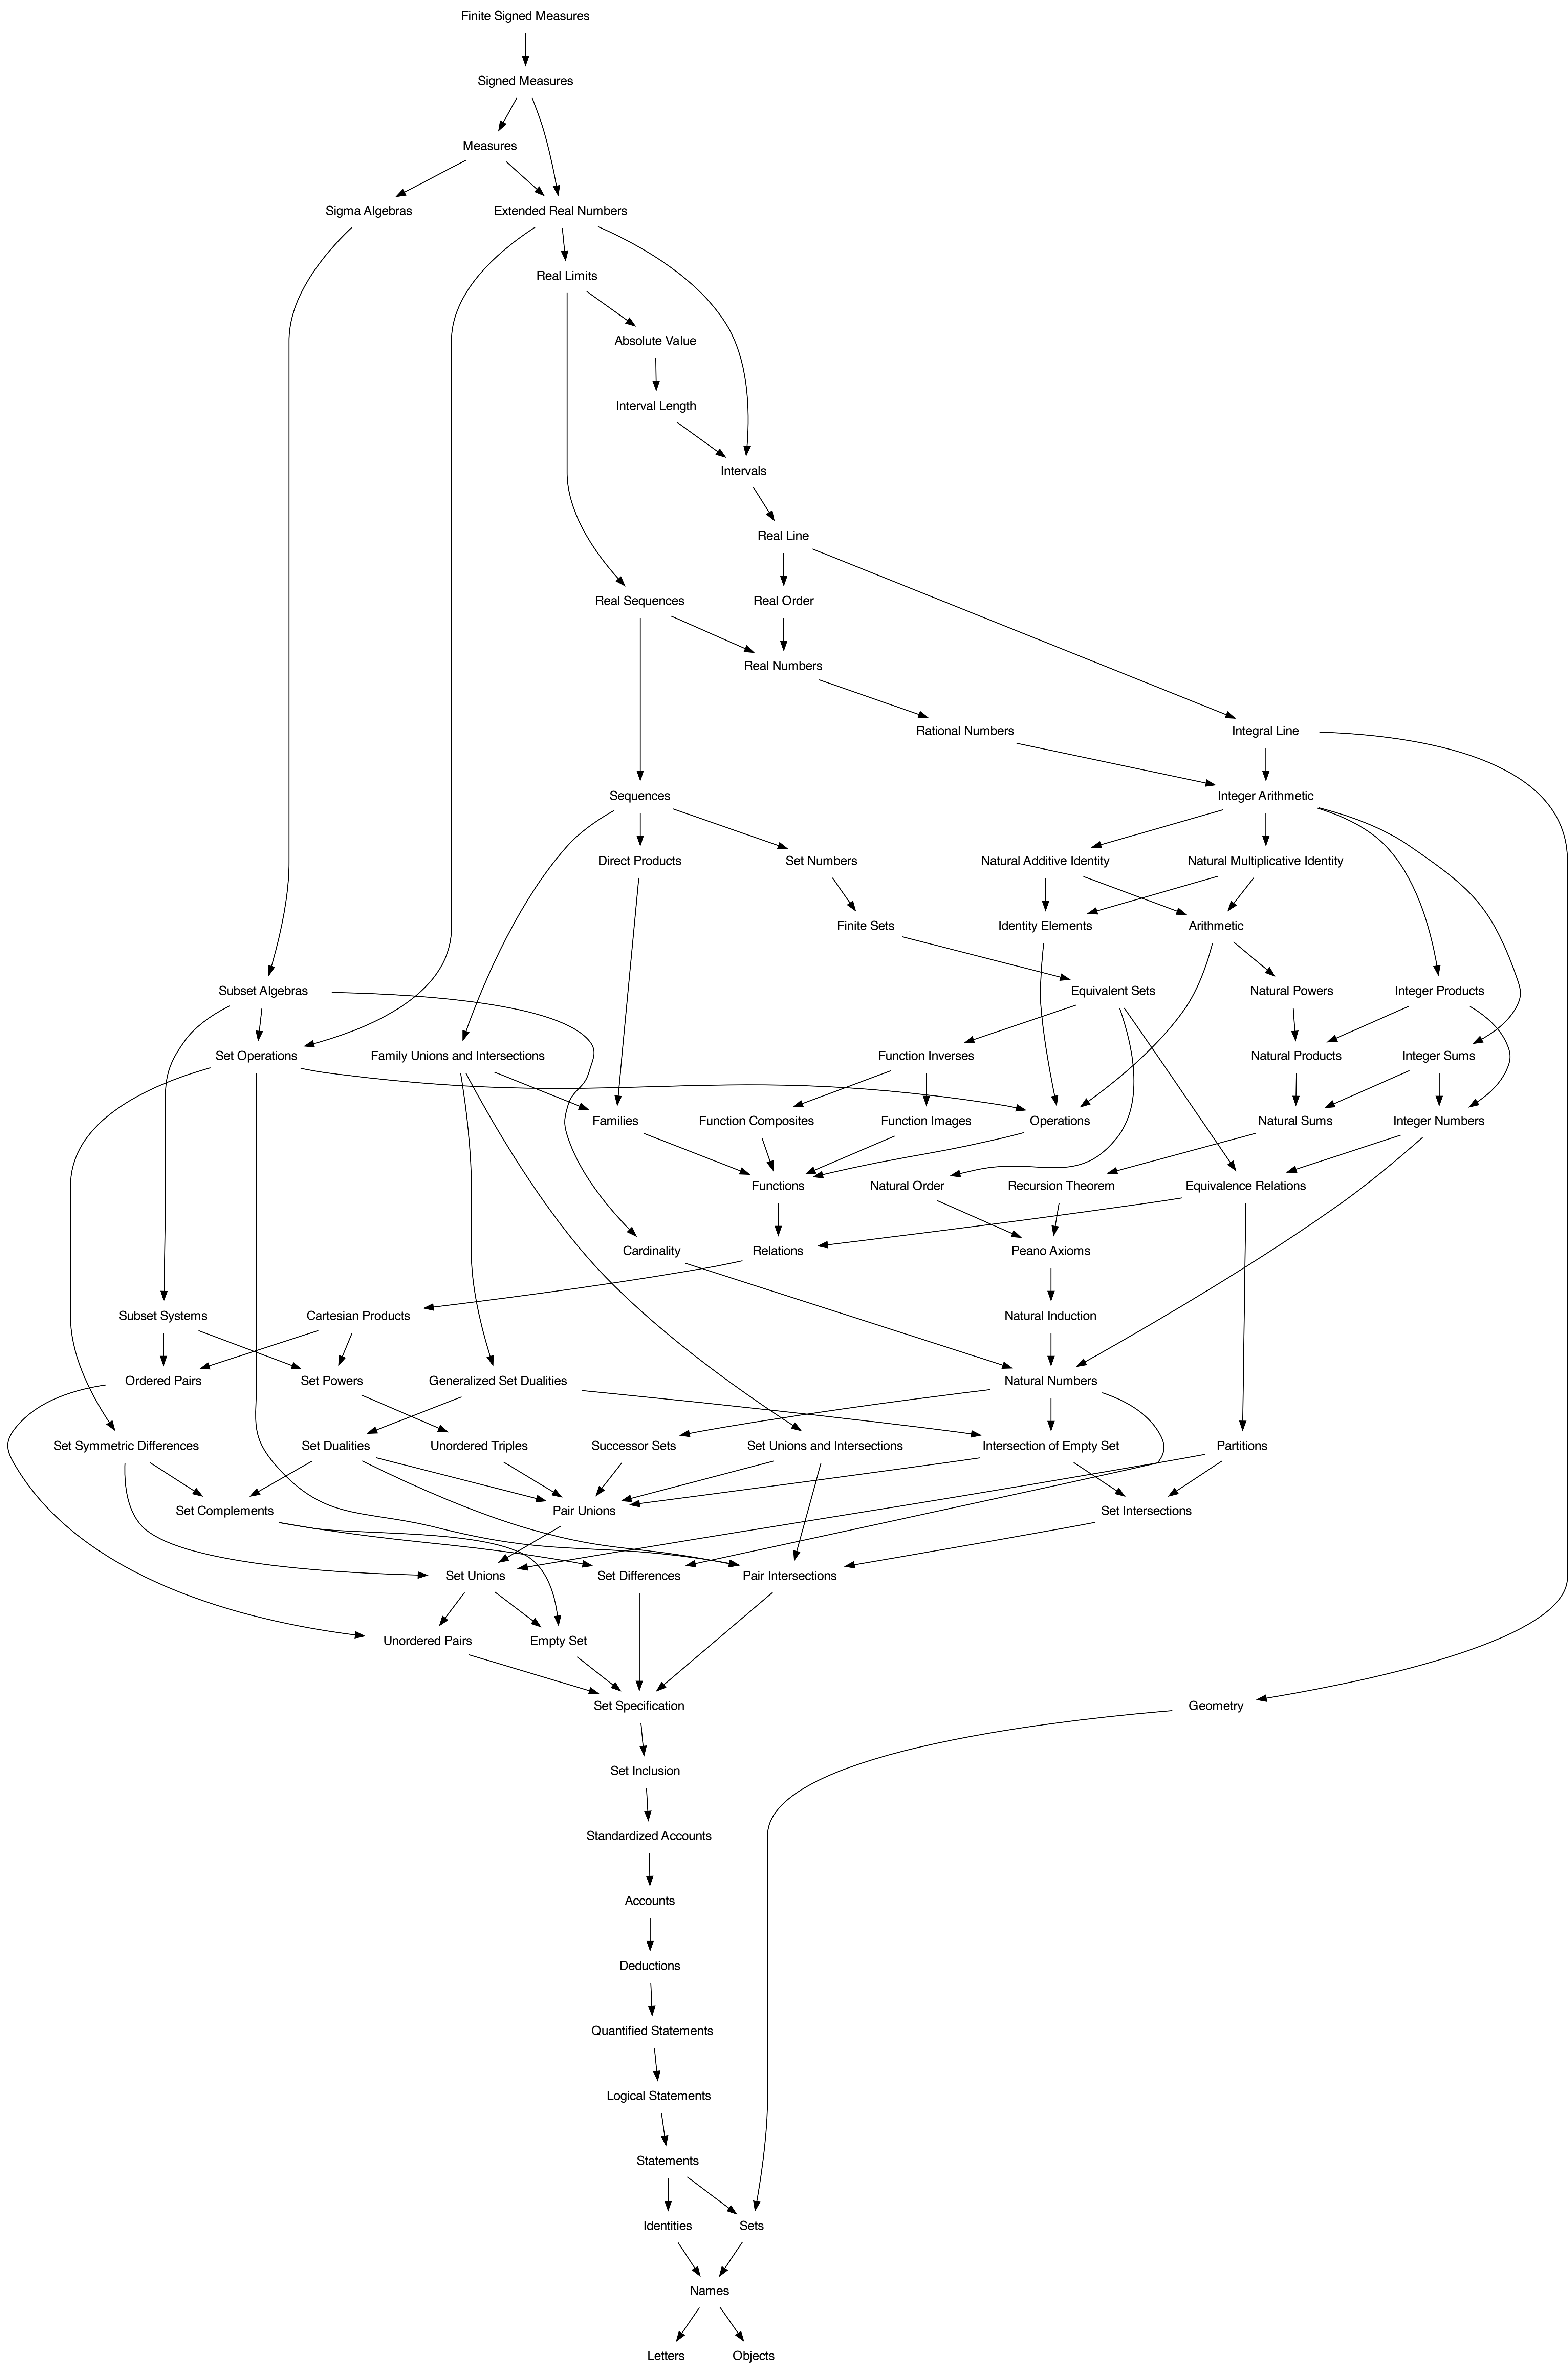 Finite Signed Measures
Signed Measures
Measures
Sigma Algebras
Extended Real Numbers
Real Limits
Absolute Value
Interval Length
Intervals
Real Line
Real Sequences
Real Order
Real Numbers
Rational Numbers
Integral Line
Sequences
Integer Arithmetic
Direct Products
Set Numbers
Natural Additive Identity
Natural Multiplicative Identity
Finite Sets
Identity Elements
Arithmetic
Subset Algebras
Equivalent Sets
Natural Powers
Integer Products
Set Operations
Family Unions and Intersections
Function Inverses
Natural Products
Integer Sums
Families
Function Composites
Function Images
Operations
Natural Sums
Integer Numbers
Functions
Natural Order
Recursion Theorem
Equivalence Relations
Cardinality
Relations
Peano Axioms
Subset Systems
Cartesian Products
Natural Induction
Ordered Pairs
Set Powers
Generalized Set Dualities
Natural Numbers
Set Symmetric Differences
Set Dualities
Unordered Triples
Successor Sets
Set Unions and Intersections
Intersection of Empty Set
Partitions
Set Complements
Pair Unions
Set Intersections
Set Unions
Set Differences
Pair Intersections
Unordered Pairs
Empty Set
Set Specification
Geometry
Set Inclusion
Standardized Accounts
Accounts
Deductions
Quantified Statements
Logical Statements
Statements
Identities
Sets
Names
Letters
Objects